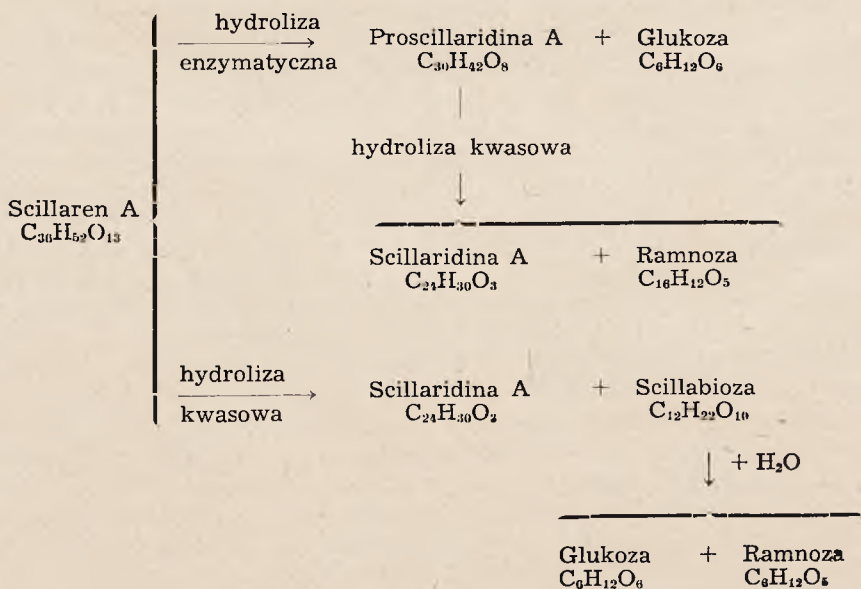 hydroliza
enzymatyczna
Proscillaridina A + Glukoza
C₃₀H₄₂O₈ C₆H₁₂O₆
hydroliza kwasowa
Scillaren A
C₃₆H₅₂O₁₃
Scillaridina A + Ramnoza
C₂₄H₃₀O₃ C₁₆H₁₂O₅
hydroliza
kwasowa
Scillaridina A + Scillabioza
C₂₄H₃₀O₃ C₁₂H₂₂O₁₀
+ H₂O
Glukoza + Ramnoza
C₆H₁₂O₆ C₆H₁₂O₅